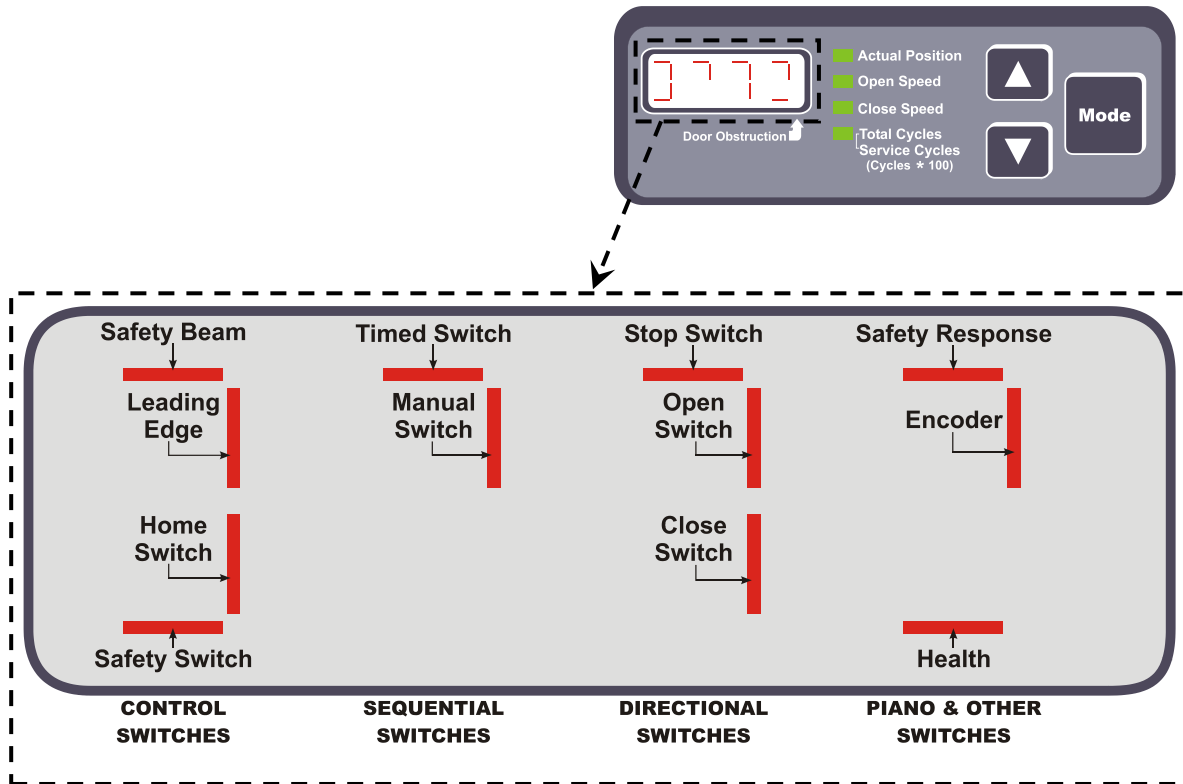 Actual Position
Open Speed
Close Speed
Total Cycles
Service Cycles
(Cycles * 100)
Door Obstruction
Mode
Safety Beam
Timed Switch
Stop Switch
Safety Response
Leading
Edge
Manual
Switch
Open
Switch
Encoder
Home
Switch
Close
Switch
Safety Switch
Health
CONTROL
SWITCHES
SEQUENTIAL
SWITCHES
DIRECTIONAL
SWITCHES
PIANO & OTHER
SWITCHES